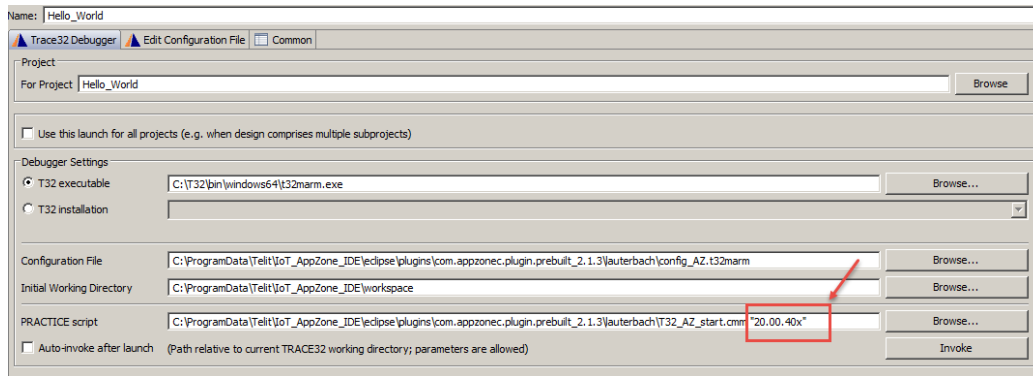 Name: Hello_World
Trace32 Debugger Edit Configuration File Common
Project
For Project Hello_World Browse
Use this launch for all projects (e.g. when design comprises multiple subprojects)
Debugger Settings
T32 executable C:\T32\bin\windows64\t32marm.exe Browse...
T32 installation
Configuration File C:\ProgramData\Telit\IoT_AppZone_IDE\eclipse\plugins\com.appzonec.plugin.prebuilt_2.1.3\lauterbach\config_AZ.t32marm Browse...
Initial Working Directory C:\ProgramData\Telit\IoT_AppZone_IDE\workspace Browse...
PRACTICE script C:\ProgramData\Telit\IoT_AppZone_IDE\eclipse\plugins\com.appzonec.plugin.prebuilt_2.1.3\lauterbach\T32_AZ_start.cmm "20.00.40x" Browse...
Auto-invoke after launch (Path relative to current TRACE32 working directory; parameters are allowed) Invoke